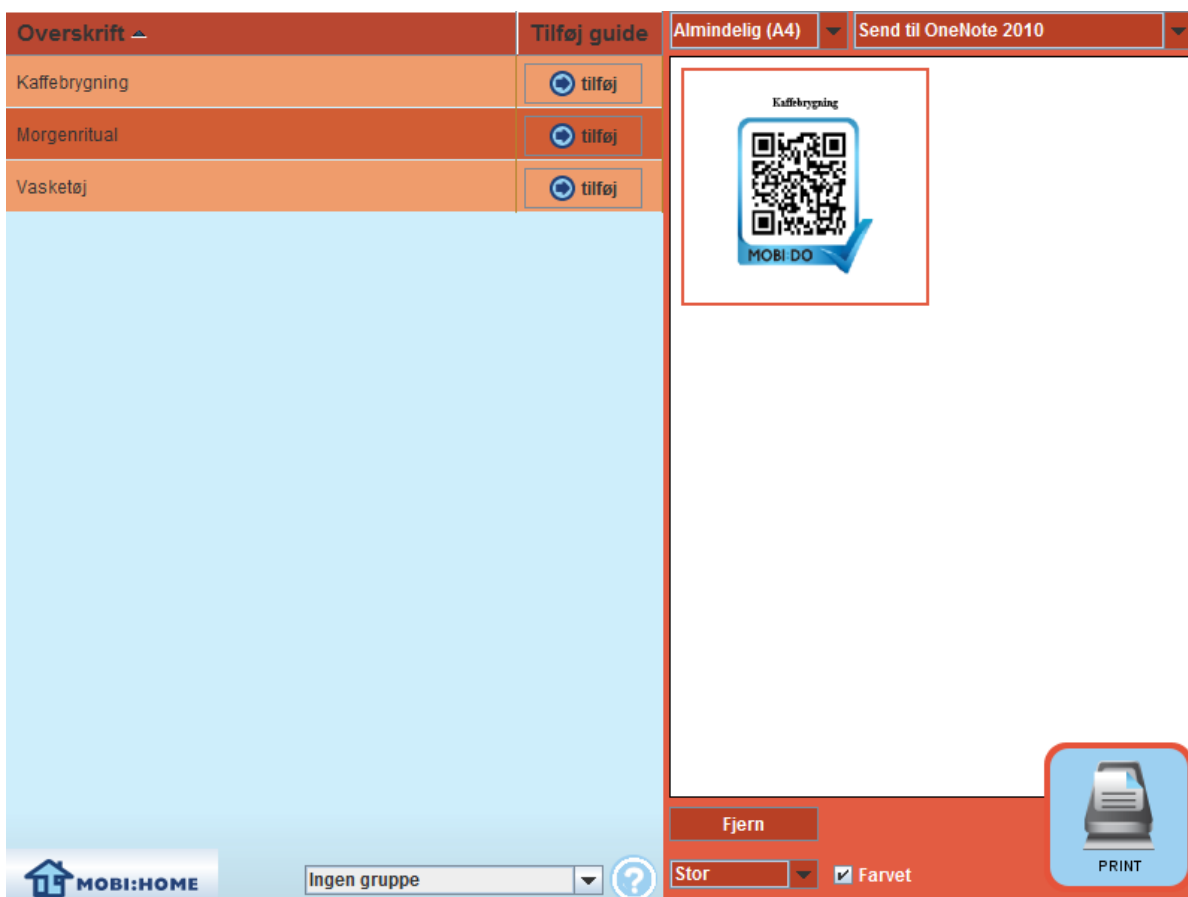 Overskrift
Tilføj guide
Kaffebrygning
tilføj
Morgenritual
tilføj
Vasketøj
tilføj
MOBI:HOME
Ingen gruppe
?
Almindelig (A4)
Send til OneNote 2010
Kaffebrygning
MOBI:DO
Fjern
Stor
Farvet
PRINT